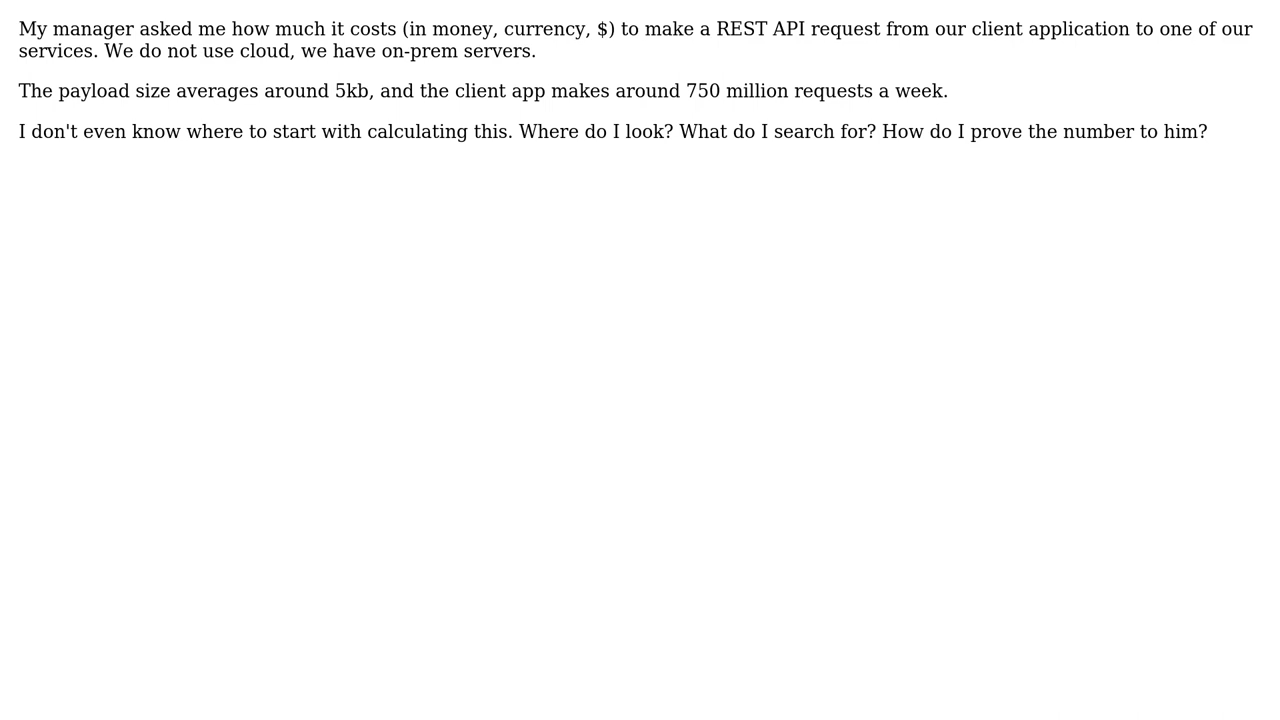 My manager asked me how much it costs (in money, currency, $) to make a REST API request from our client application to one of our
services. We do not use cloud, we have on-prem servers.
The payload size averages around 5kb, and the client app makes around 750 million requests a week.
I don't even know where to start with calculating this. Where do I look? What do I search for? How do I prove the number to him?